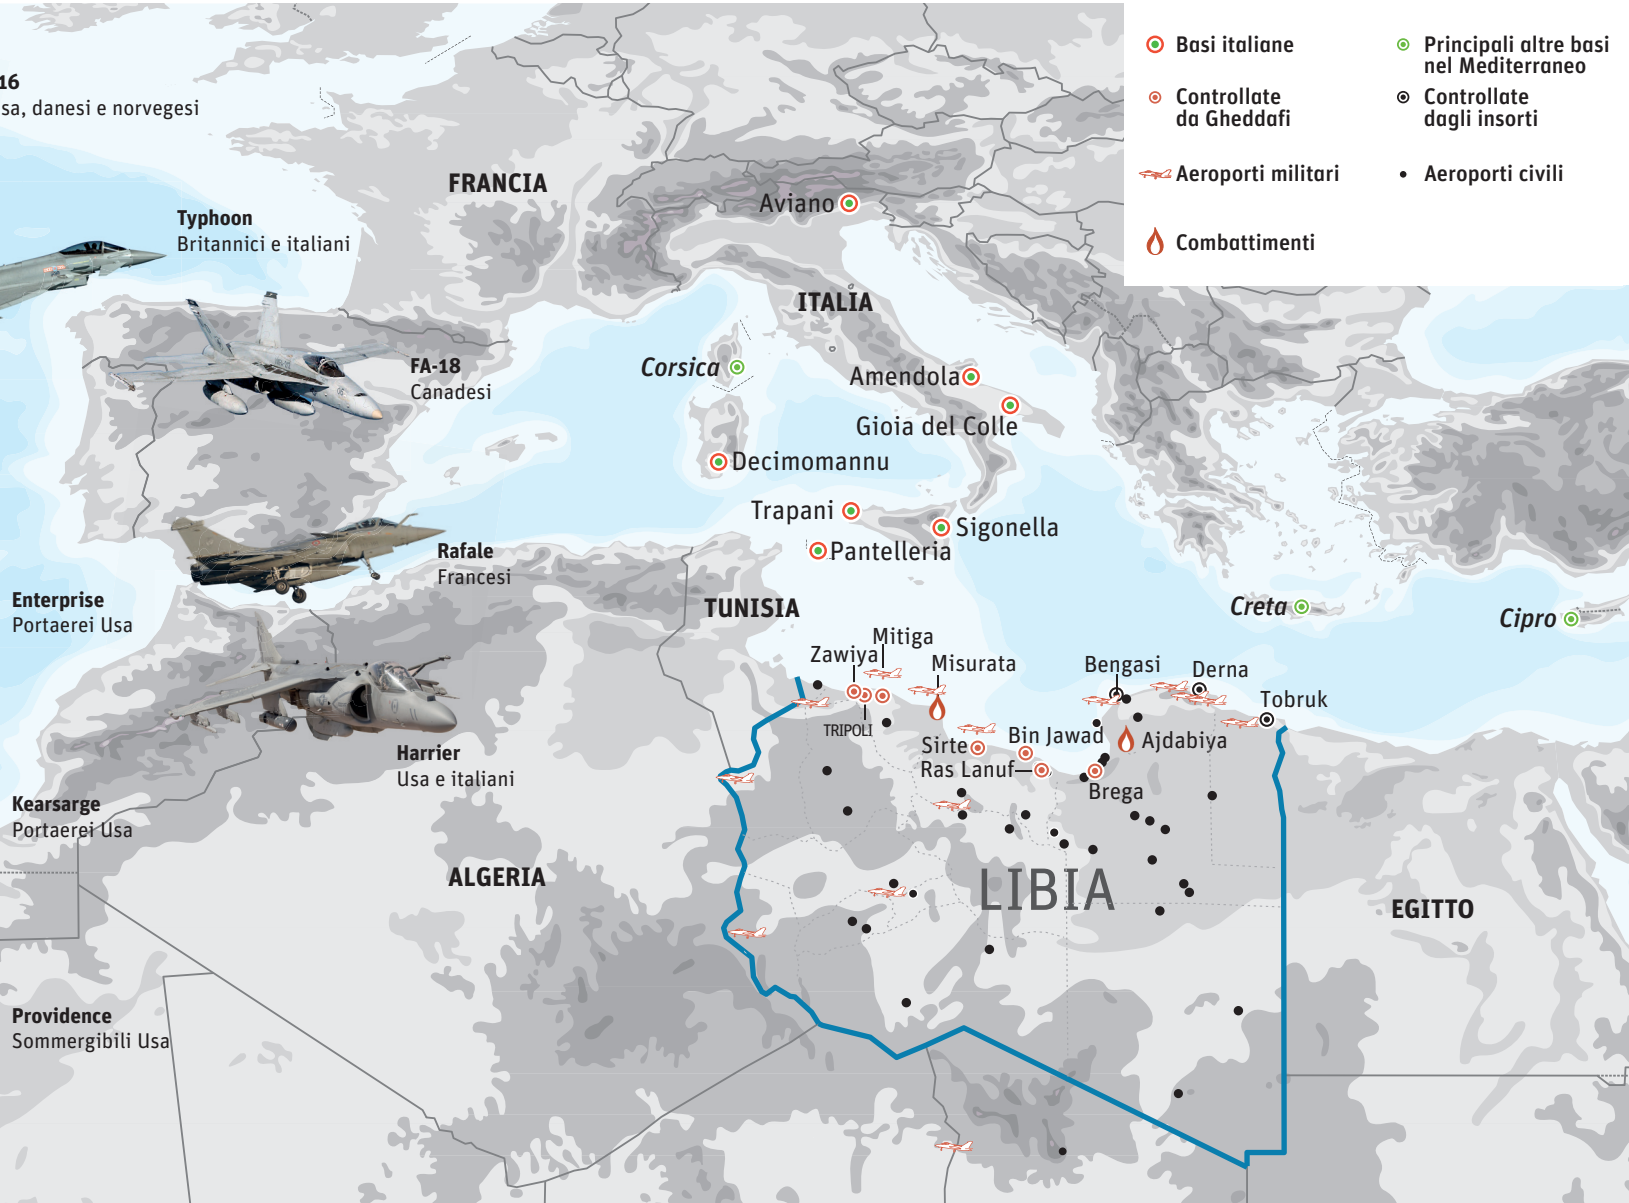 Basi italiane
Principali altre basi
nel Mediterraneo
Controllate
da Gheddafi
Controllate
dagli insorti
Aeroporti militari
Aeroporti civili
Combattimenti
16
sa, danesi e norvegesi
FRANCIA
Aviano
Typhoon
Britannici e italiani
ITALIA
FA-18
Canadesi
Corsica
Amendola
Gioia del Colle
Decimomannu
Trapani
Sigonella
Pantelleria
Rafale
Francesi
Enterprise
Portaerei Usa
TUNISIA
Creta
Cipro
Mitiga
Zawiya
Misurata
Bengasi
Derna
Tobruk
TRIPOLI
Sirte
Bin Jawad
Ajdabiya
Ras Lanuf
Brega
Harrier
Usa e italiani
Kearsarge
Portaerei Usa
ALGERIA
LIBIA
EGITTO
Providence
Sommergibili Usa